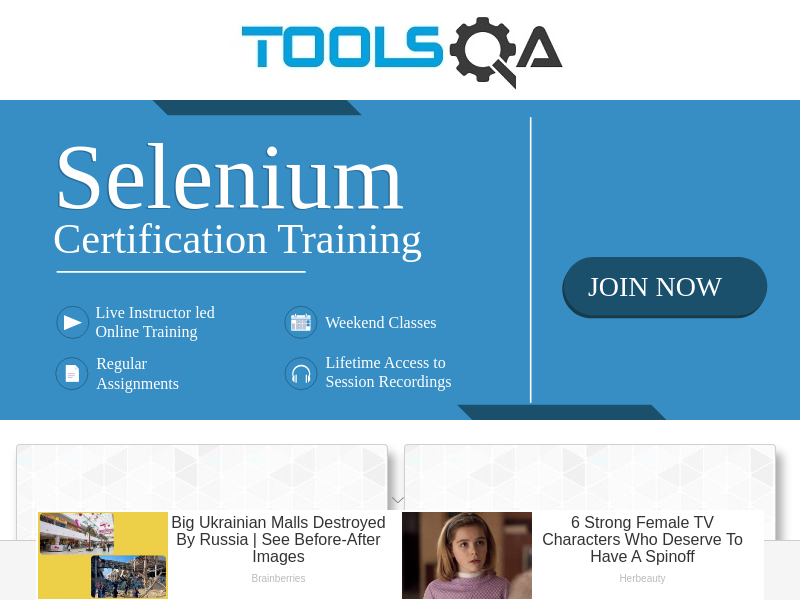 TOOLSQA
Selenium
Certification Training
JOIN NOW
Live Instructor led
Online Training
Weekend Classes
Regular
Assignments
Lifetime Access to
Session Recordings
Big Ukrainian Malls Destroyed
By Russia | See Before-After
Images
Brainberries
6 Strong Female TV
Characters Who Deserve To
Have A Spinoff
Herbeauty